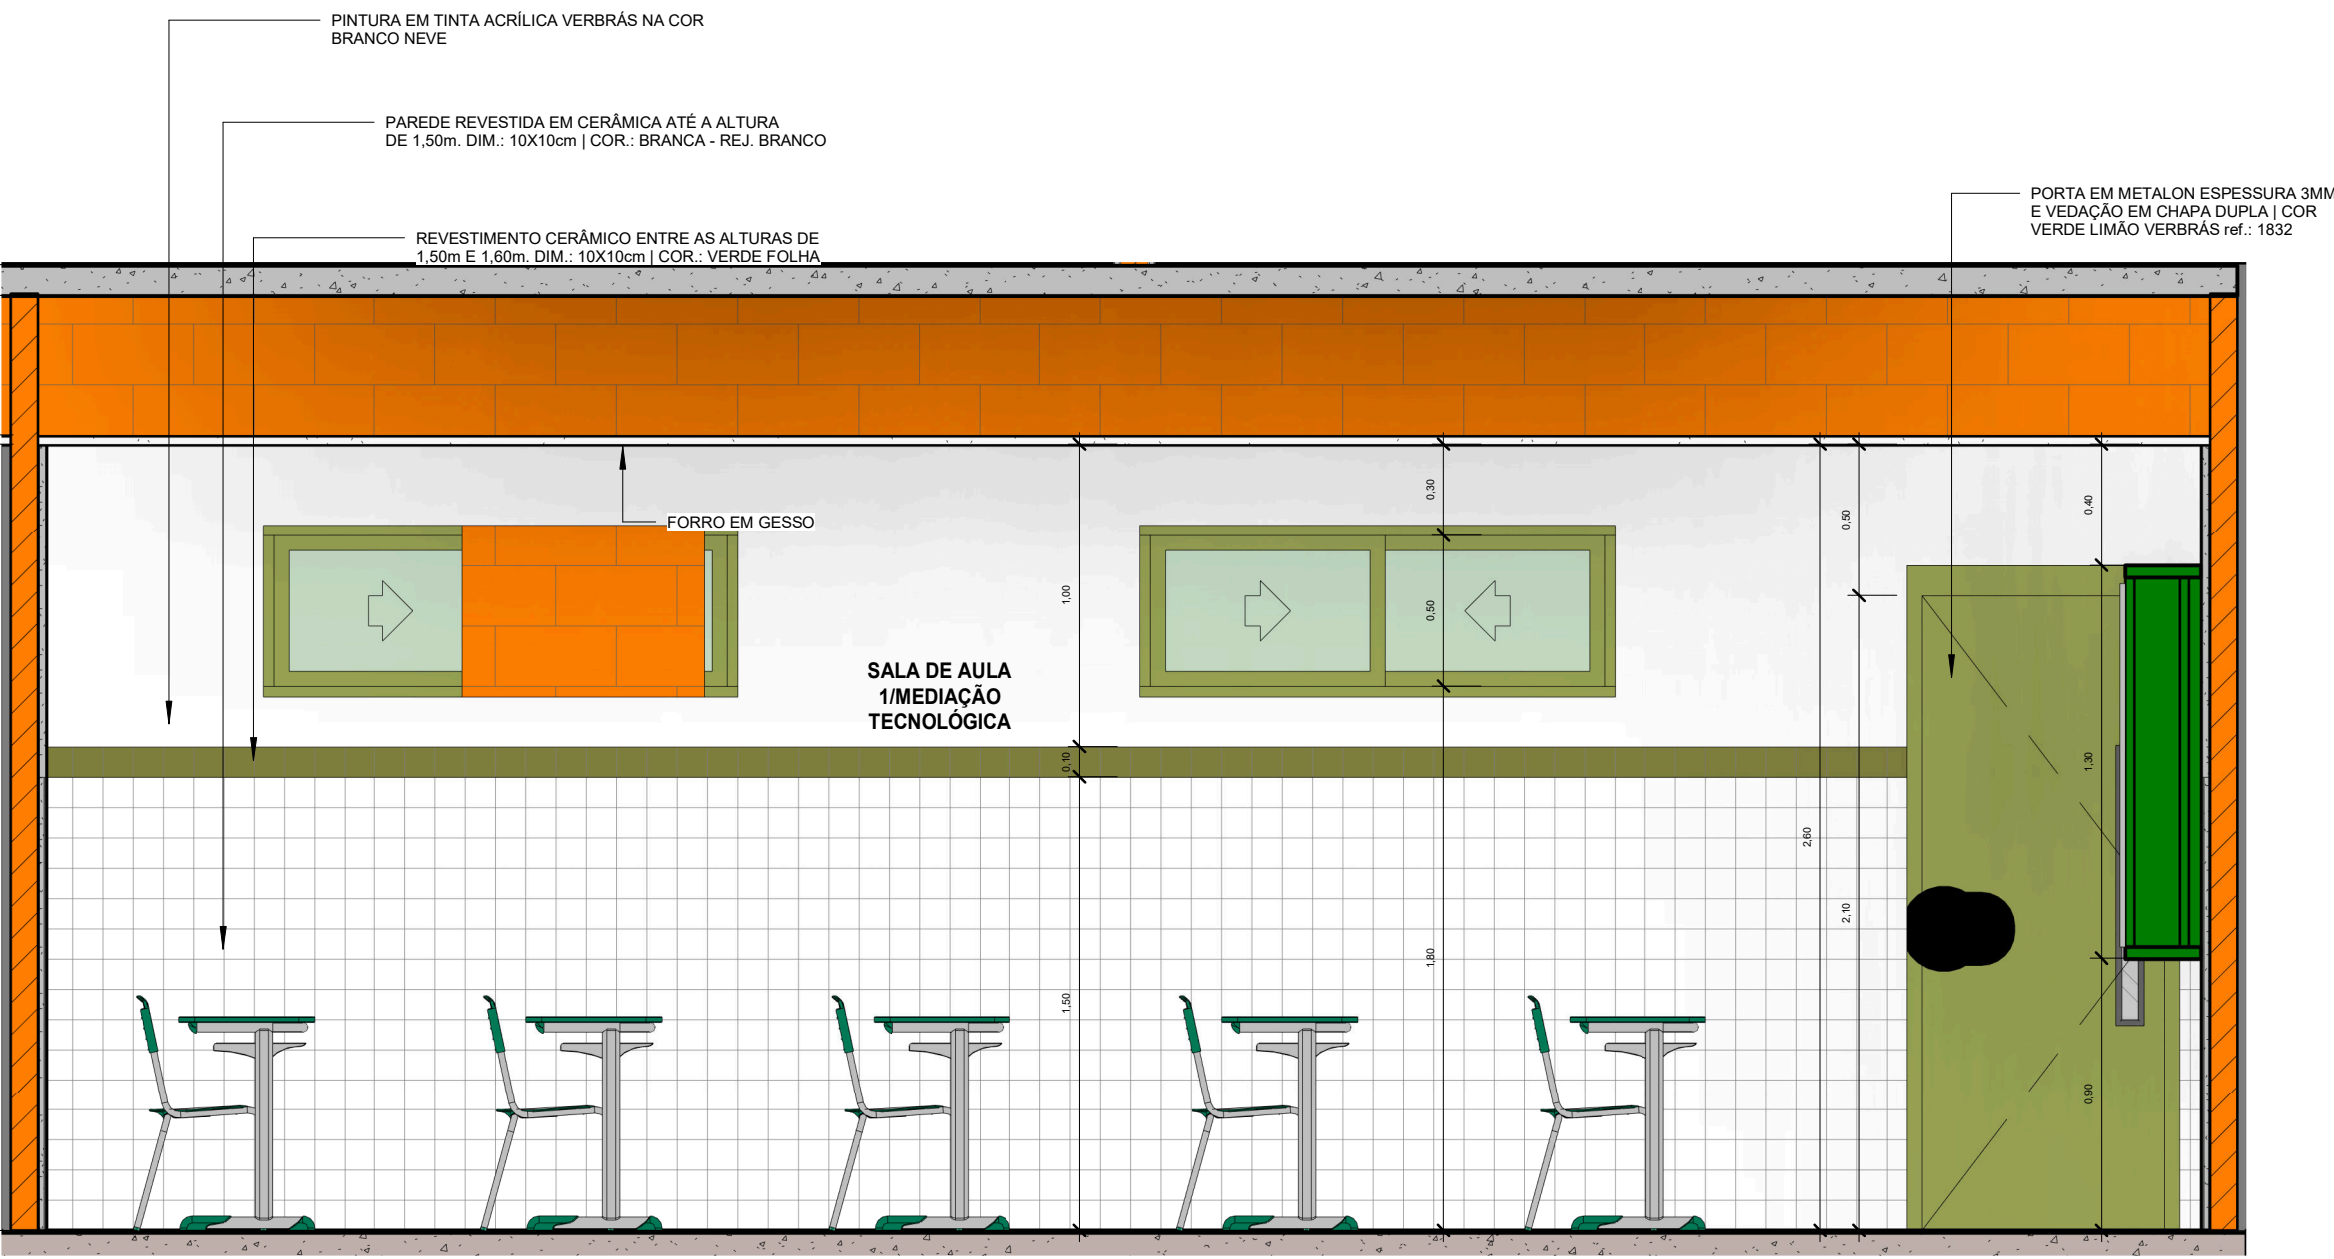 PINTURA EM TINTA ACRÍLICA VERBRÁS NA COR
BRANCO NEVE
PAREDE REVESTIDA EM CERÂMICA ATÉ A ALTURA
DE 1,50m. DIM.: 10X10cm | COR.: BRANCA - REJ. BRANCO
PORTA EM METALON ESPESSURA 3MM
E VEDAÇÃO EM CHAPA DUPLA | COR
VERDE LIMÃO VERBRÁS ref.: 1832
REVESTIMENTO CERÂMICO ENTRE AS ALTURAS DE
1,50m E 1,60m. DIM.: 10X10cm | COR.: VERDE FOLHA
FORRO EM GESSO
SALA DE AULA
1/MEDIAÇÃO
TECNOLÓGICA
1,00
0,10
1,50
0,30
0,50
1,80
2,60
0,50
2,10
0,40
1,30
0,90